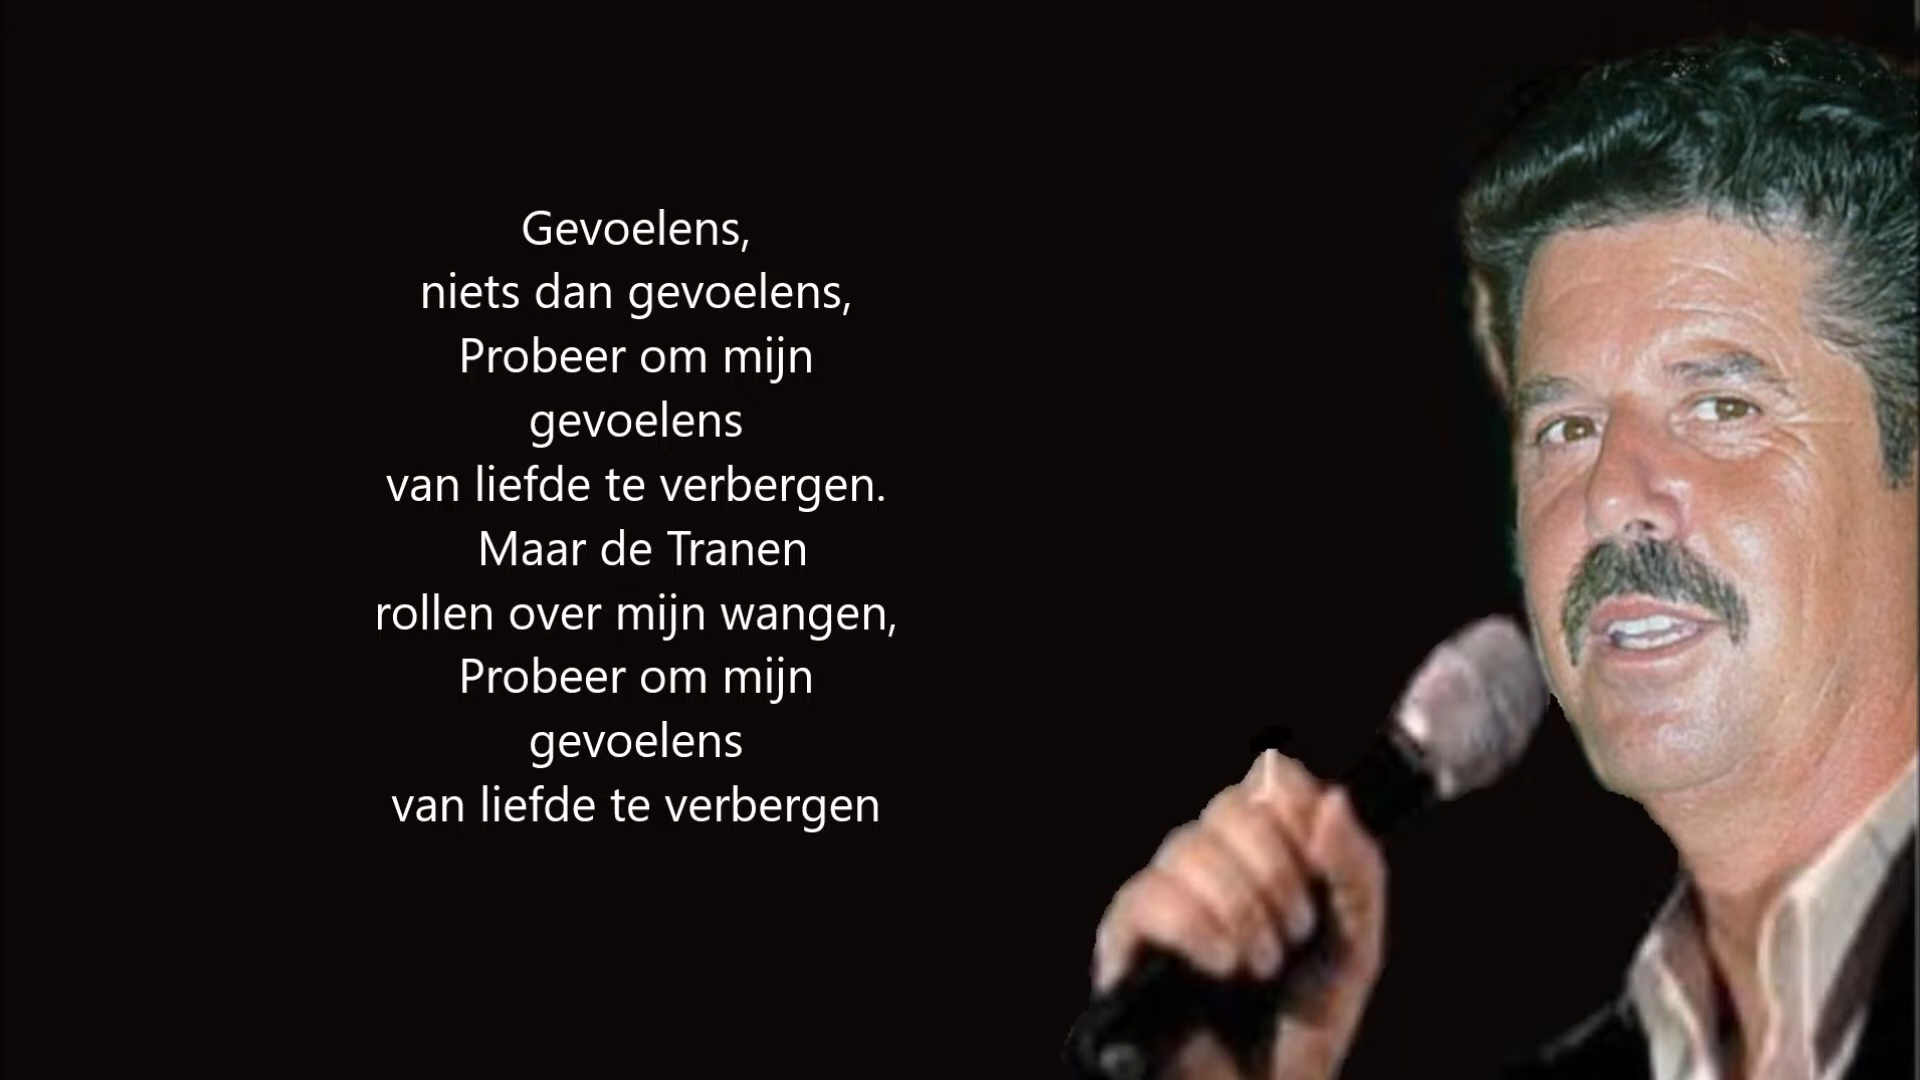 Gevoelens,
niets dan gevoelens,
Probeer om mijn
gevoelens
van liefde te verbergen.
Maar de Tranen
rollen over mijn wangen,
Probeer om mijn
gevoelens
van liefde te verbergen